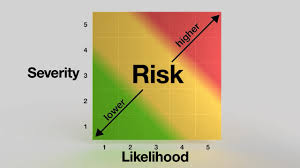 5
4
higher
Severity
3
Risk
2
lower
1
1 2 3 4 5
Likelihood